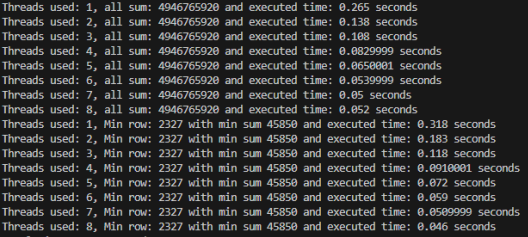 Threads used: 1, all sum: 4946765920 and executed time: 0.265 seconds
Threads used: 2, all sum: 4946765920 and executed time: 0.138 seconds
Threads used: 3, all sum: 4946765920 and executed time: 0.108 seconds
Threads used: 4, all sum: 4946765920 and executed time: 0.0829999 seconds
Threads used: 5, all sum: 4946765920 and executed time: 0.0650001 seconds
Threads used: 6, all sum: 4946765920 and executed time: 0.0539999 seconds
Threads used: 7, all sum: 4946765920 and executed time: 0.05 seconds
Threads used: 8, all sum: 4946765920 and executed time: 0.052 seconds
Threads used: 1, Min row: 2327 with min sum 45850 and executed time: 0.318 seconds
Threads used: 2, Min row: 2327 with min sum 45850 and executed time: 0.183 seconds
Threads used: 3, Min row: 2327 with min sum 45850 and executed time: 0.118 seconds
Threads used: 4, Min row: 2327 with min sum 45850 and executed time: 0.0910001 seconds
Threads used: 5, Min row: 2327 with min sum 45850 and executed time: 0.072 seconds
Threads used: 6, Min row: 2327 with min sum 45850 and executed time: 0.059 seconds
Threads used: 7, Min row: 2327 with min sum 45850 and executed time: 0.0509999 seconds
Threads used: 8, Min row: 2327 with min sum 45850 and executed time: 0.046 seconds